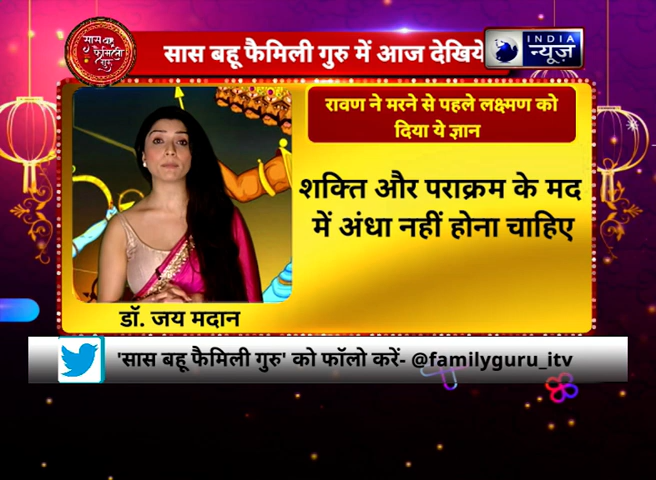 सास बहू फैमिली गुरु
सास बहू फैमिली गुरु में आज देखिये
INDIA
न्यूज़
रावण ने मरने से पहले लक्ष्मण को
दिया ये ज्ञान
शक्ति और पराक्रम के मद
में अंधा नहीं होना चाहिए
डॉ. जय मदान
'सास बहू फैमिली गुरु' को फॉलो करें- @familyguru_itv